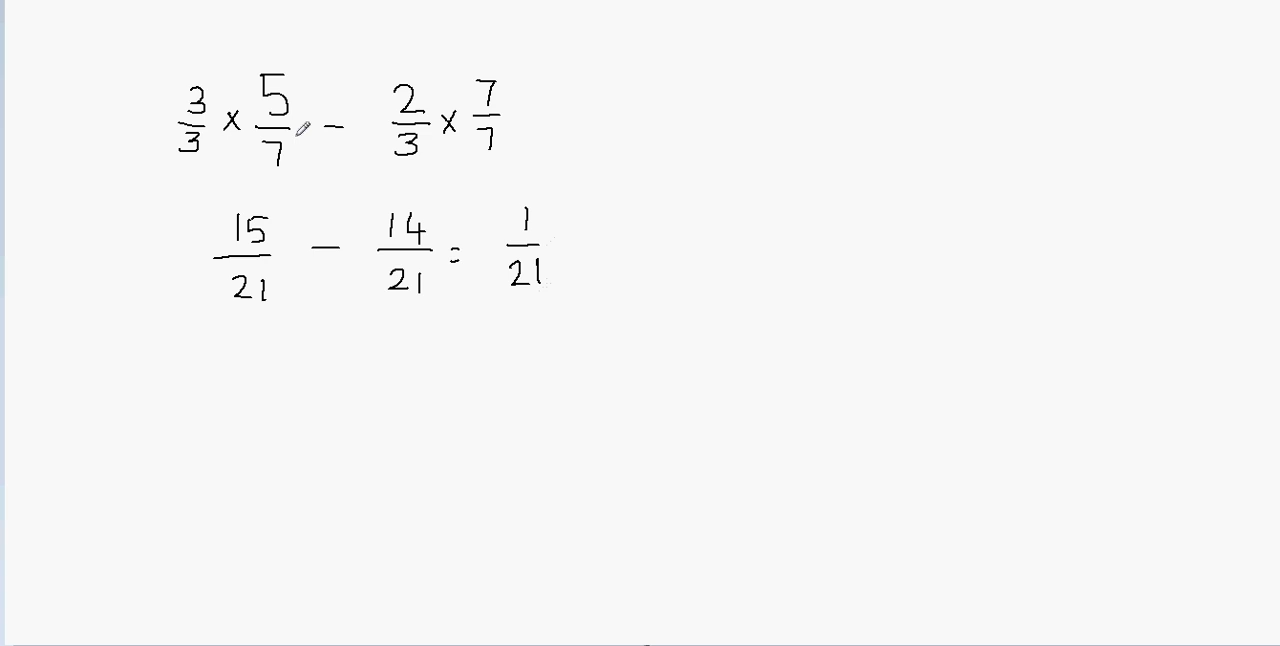 3/3 × 5/7 - 2/3 × 7/7
15/21 - 14/21 = 1/21